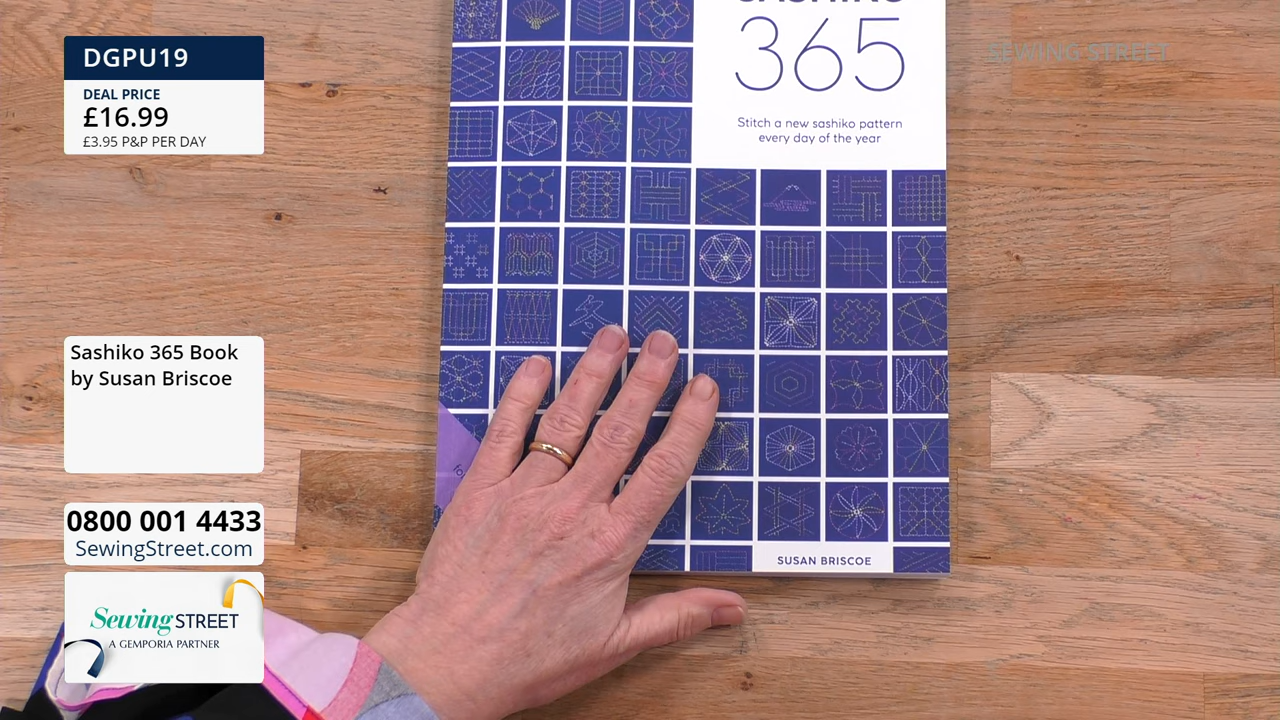 DGPU19
DEAL PRICE
£16.99
£3.95 P&P PER DAY
Sashiko 365 Book
by Susan Briscoe
0800 001 4433
SewingStreet.com
Sewing STREET
A GEMPORIA PARTNER
SASHIKO
365
Stitch a new sashiko pattern
every day of the year
SUSAN BRISCOE
SEWING STREET